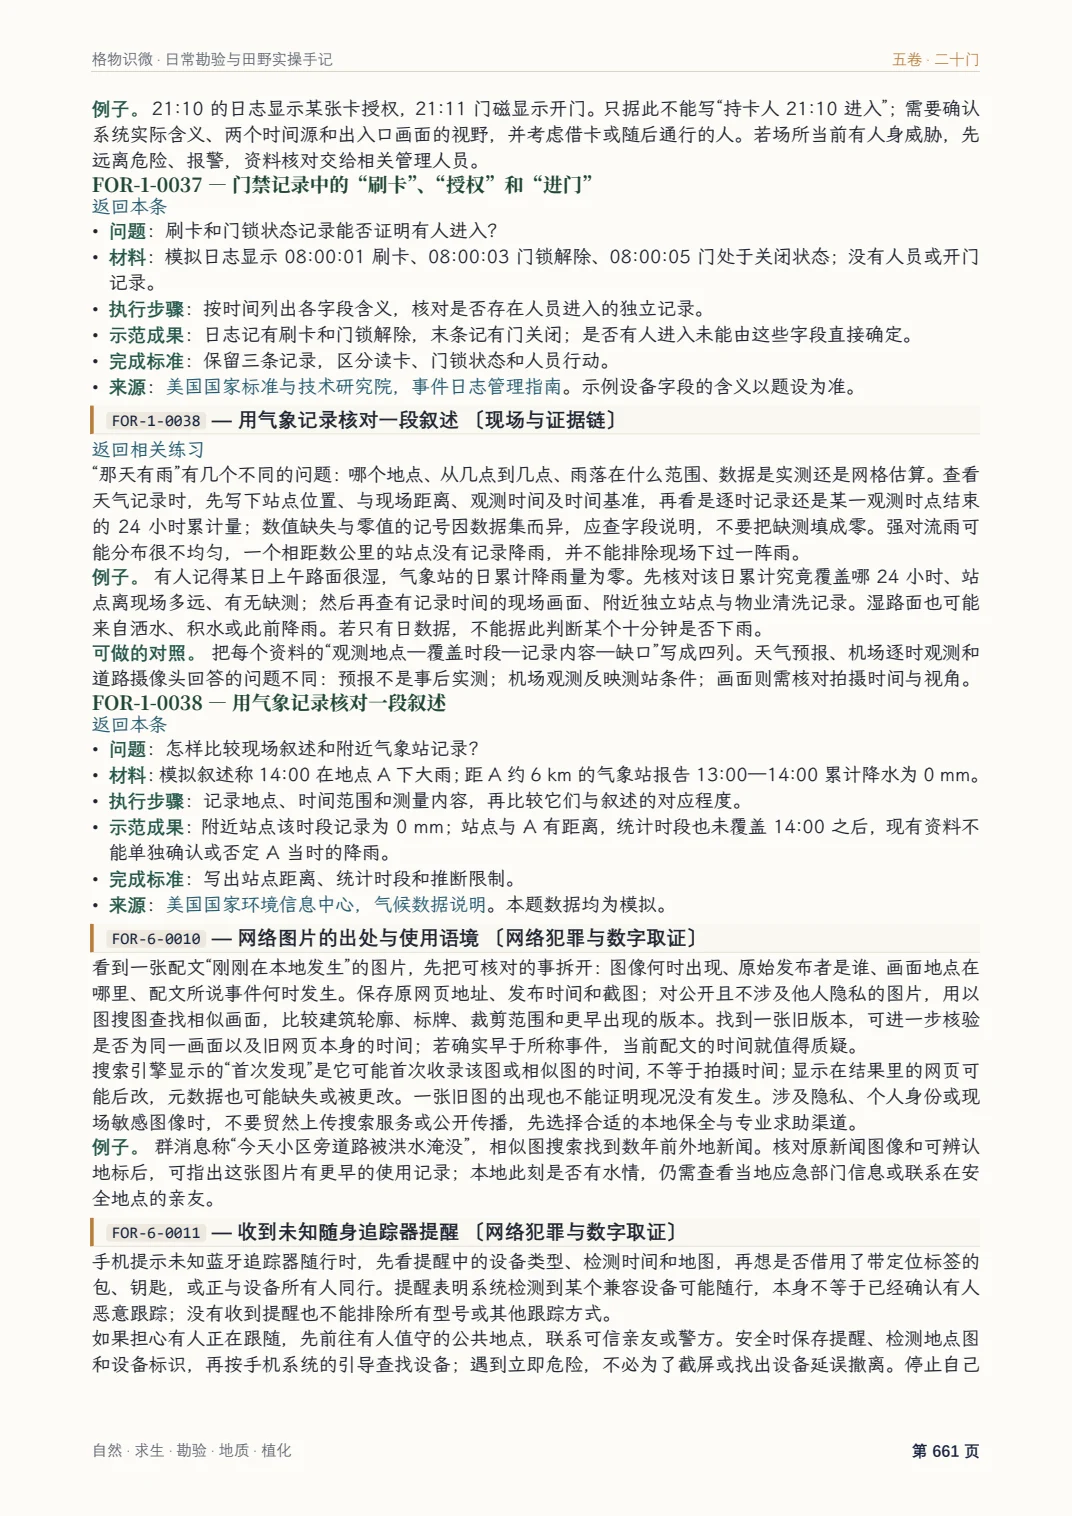 格物识微 · 日常勘验与田野实操手记
五卷 · 二十门
例子。 21:10 的日志显示某张卡授权，21:11 门磁显示开门。只据此不能写“持卡人 21:10 进入”；需要确认
系统实际含义、两个时间源和出入口画面的视野，并考虑借卡或随后通行的人。若场所当前有人身威胁，先
远离危险、报警，资料核对交给相关管理人员。
FOR-1-0037 — 门禁记录中的“刷卡”、“授权”和“进门”
返回本条
• 问题：刷卡和门锁状态记录能否证明有人进入？
• 材料：模拟日志显示 08:00:01 刷卡、08:00:03 门锁解除、08:00:05 门处于关闭状态；没有人员或开门
记录。
• 执行步骤：按时间列出各字段含义，核对是否存在人员进入的独立记录。
• 示范成果：日志记有刷卡和门锁解除，末条记有门关闭；是否有人进入未能由这些字段直接确定。
• 完成标准：保留三条记录，区分读卡、门锁状态和人员行动。
• 来源：美国国家标准与技术研究院，事件日志管理指南。示例设备字段的含义以题设为准。
FOR-1-0038 — 用气象记录核对一段叙述 〔现场与证据链〕
返回相关练习
“那天有雨”有几个不同的问题：哪个地点、从几点到几点、雨落在什么范围、数据是实测还是网格估算。查看
天气记录时，先写下站点位置、与现场距离、观测时间及时间基准，再看是逐时记录还是某一观测时点结束
的 24 小时累计量；数值缺失与零值的记号因数据集而异，应查字段说明，不要把缺测填成零。强对流雨可
能分布很不均匀，一个相距数公里的站点没有记录降雨，并不能排除现场下过一阵雨。
例子。 有人记得某日上午路面很湿，气象站的日累计降雨量为零。先核对该日累计究竟覆盖哪 24 小时、站
点离现场多远、有无缺测；然后再查有记录时间的现场画面、附近独立站点与物业清洗记录。湿路面也可能
来自洒水、积水或此前降雨。若只有日数据，不能据此判断某个十分钟是否下雨。
可做的对照。 把每个资料的“观测地点—覆盖时段—记录内容—缺口”写成四列。天气预报、机场逐时观测和
道路摄像头回答的问题不同：预报不是事后实测；机场观测反映测站条件；画面则需核对拍摄时间与视角。
FOR-1-0038 — 用气象记录核对一段叙述
返回本条
• 问题：怎样比较现场叙述和附近气象站记录？
• 材料：模拟叙述称 14:00 在地点 A 下大雨；距 A 约 6 km 的气象站报告 13:00—14:00 累计降水为 0 mm。
• 执行步骤：记录地点、时间范围和测量内容，再比较它们与叙述的对应程度。
• 示范成果：附近站点该时段记录为 0 mm；站点与 A 有距离，统计时段也未覆盖 14:00 之后，现有资料不
能单独确认或否定 A 当时的降雨。
• 完成标准：写出站点距离、统计时段和推断限制。
• 来源：美国国家环境信息中心，气候数据说明。本题数据均为模拟。
FOR-6-0010 — 网络图片的出处与使用语境 〔网络犯罪与数字取证〕
看到一张配文“刚刚在本地发生”的图片，先把可核对的事拆开：图像何时出现、原始发布者是谁、画面地点在
哪里、配文所说事件何时发生。保存原网页地址、发布时间和截图；对公开且不涉及他人隐私的图片，用以
图搜图查找相似画面，比较建筑轮廓、标牌、裁剪范围和更早出现的版本。找到一张旧版本，可进一步核验
是否为同一画面以及旧网页本身的时间；若确实早于所称事件，当前配文的时间就值得质疑。
搜索引擎显示的“首次发现”是它可能首次收录该图或相似图的时间，不等于拍摄时间；显示在结果里的网页可
能后改，元数据也可能缺失或被更改。一张旧图的出现也不能证明现况没有发生。涉及隐私、个人身份或现
场敏感图像时，不要贸然上传搜索服务或公开传播，先选择合适的本地保全与专业求助渠道。
例子。 群消息称“今天小区旁道路被洪水淹没”，相似图搜索找到数年前外地新闻。核对原新闻图像和可辨认
地标后，可指出这张图片有更早的使用记录；本地此刻是否有水情，仍需查看当地应急部门信息或联系在安
全地点的亲友。
FOR-6-0011 — 收到未知随身追踪器提醒 〔网络犯罪与数字取证〕
手机提示未知蓝牙追踪器随行时，先看提醒中的设备类型、检测时间和地图，再想是否借用了带定位标签的
包、钥匙，或正与设备所有人同行。提醒表明系统检测到某个兼容设备可能随行，本身不等于已经确认有人
恶意跟踪；没有收到提醒也不能排除所有型号或其他跟踪方式。
如果担心有人正在跟随，先前往有人值守的公共地点，联系可信亲友或警方。安全时保存提醒、检测地点图
和设备标识，再按手机系统的引导查找设备；遇到立即危险，不必为了截屏或找出设备延误撤离。停止自己
自然 · 求生 · 勘验 · 地质 · 植化
第 661 页